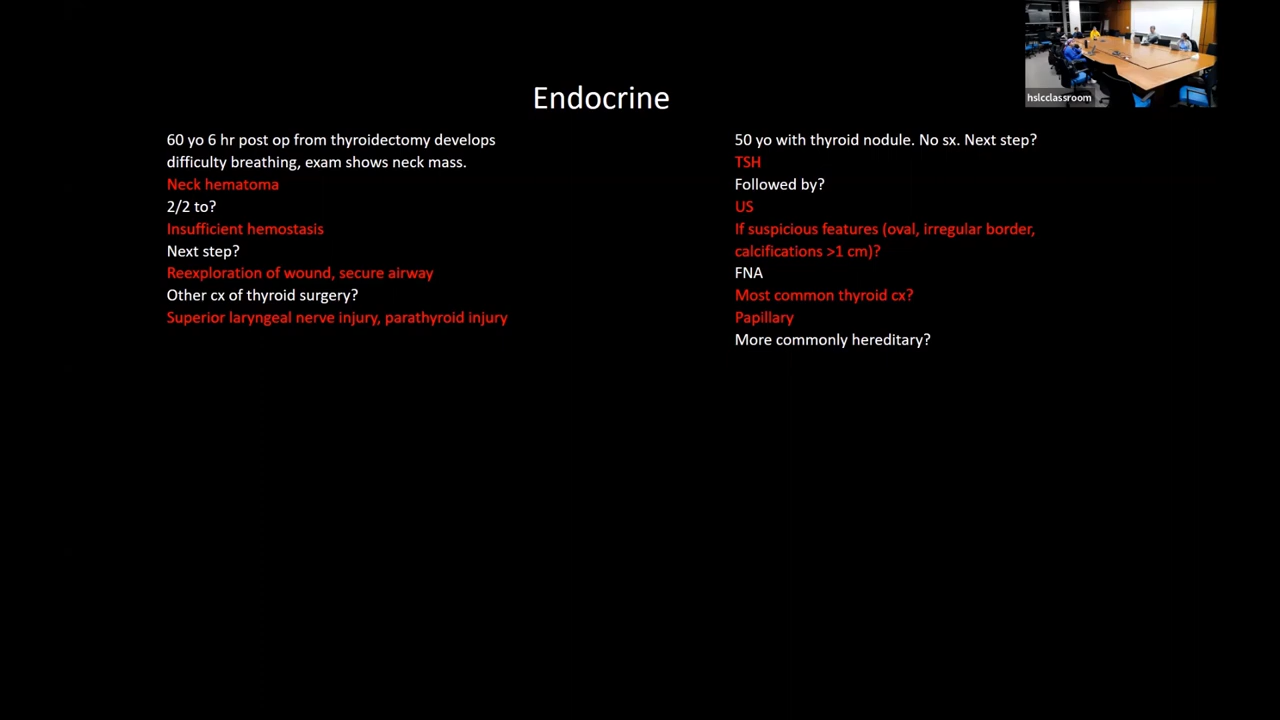 hslcclassroom
Endocrine
60 yo 6 hr post op from thyroidectomy develops
difficulty breathing, exam shows neck mass.
Neck hematoma
2/2 to?
Insufficient hemostasis
Next step?
Reexploration of wound, secure airway
Other cx of thyroid surgery?
Superior laryngeal nerve injury, parathyroid injury
50 yo with thyroid nodule. No sx. Next step?
TSH
Followed by?
US
If suspicious features (oval, irregular border,
calcifications >1 cm)?
FNA
Most common thyroid cx?
Papillary
More commonly hereditary?